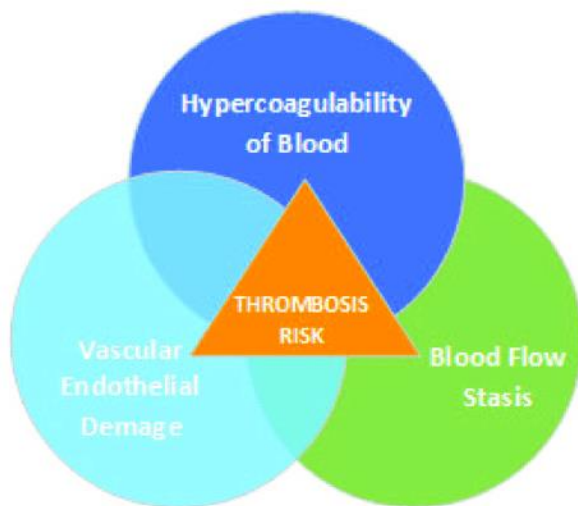 Hypercoagulability
of Blood
THROMBOSIS
RISK
Vascular
Endothelial
Demage
Blood Flow
Stasis